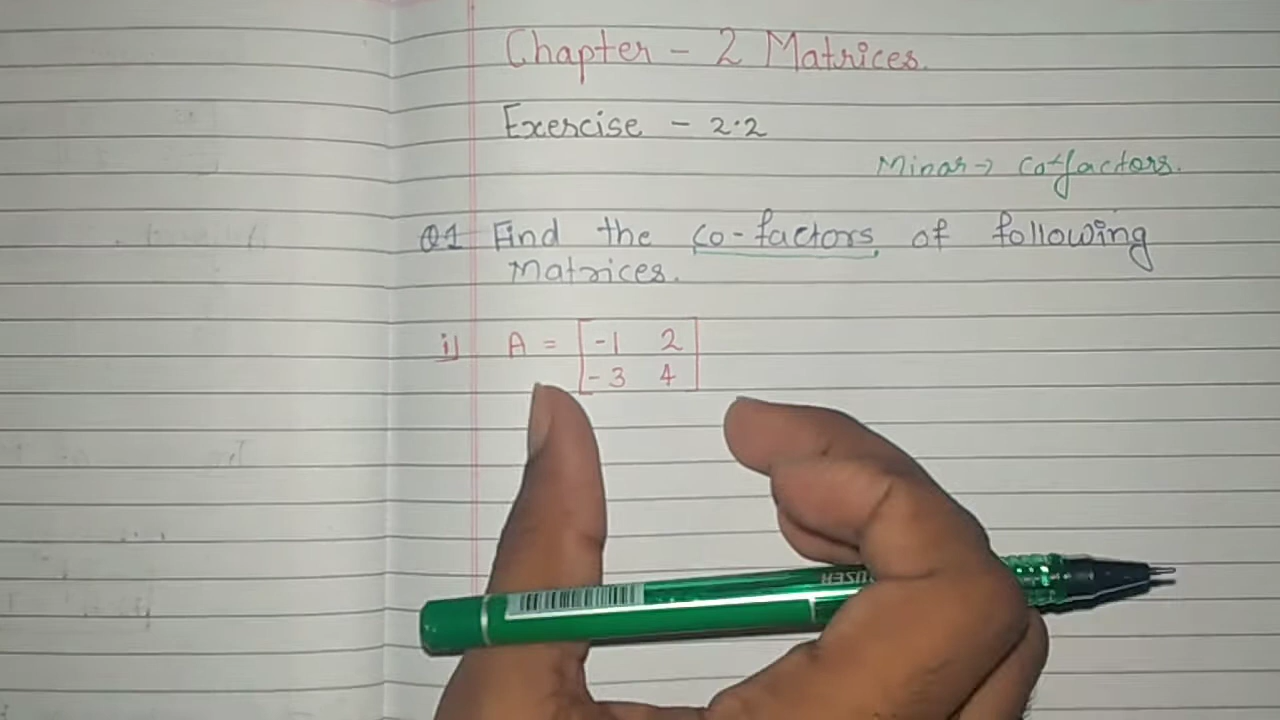 Chapter - 2 Matrices.
Exercise - 2.2
Minor → Co-factors.
Q1 Find the co-factors of following
Matrices.
i) A = [ -1 2
-3 4 ]